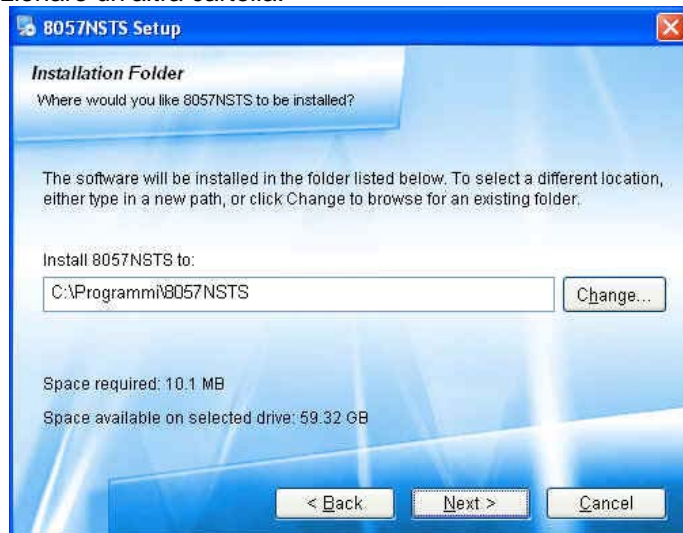 un'altra cartella.
8057NSTS Setup
Installation Folder
Where would you like 8057NSTS to be installed?
The software will be installed in the folder listed below. To select a different location,
either type in a new path, or click Change to browse for an existing folder.
Install 8057NSTS to:
C:\Programmi\8057NSTS
Change...
Space required: 10.1 MB
Space available on selected drive: 59.32 GB
< Back
Next >
Cancel